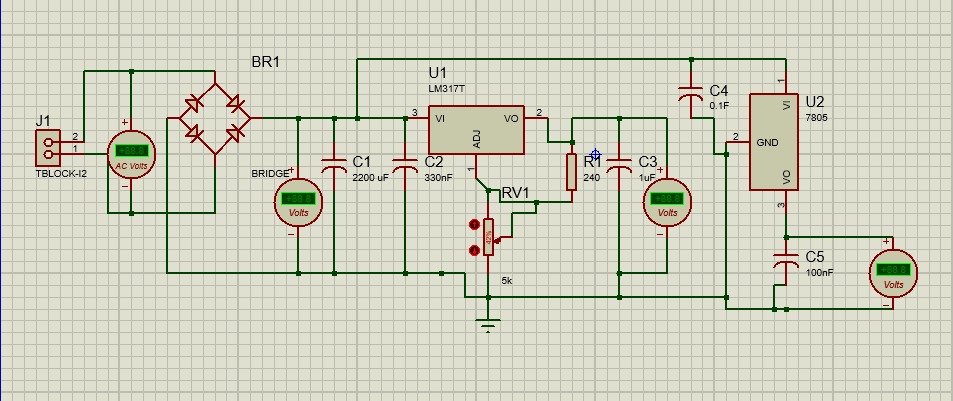 BR1
J1
2
1
TBLOCK-I2
+
AC Volts
−
BRIDGE
+
Volts
−
C1
2200 uF
C2
330nF
U1
LM317T
3
VI
VO
2
ADJ
1
RV1
42%
5k
R1
240
C3
1uF
+
Volts
−
C4
0.1F
U2
7805
1
VI
2
GND
VO
3
C5
100nF
+
Volts
−